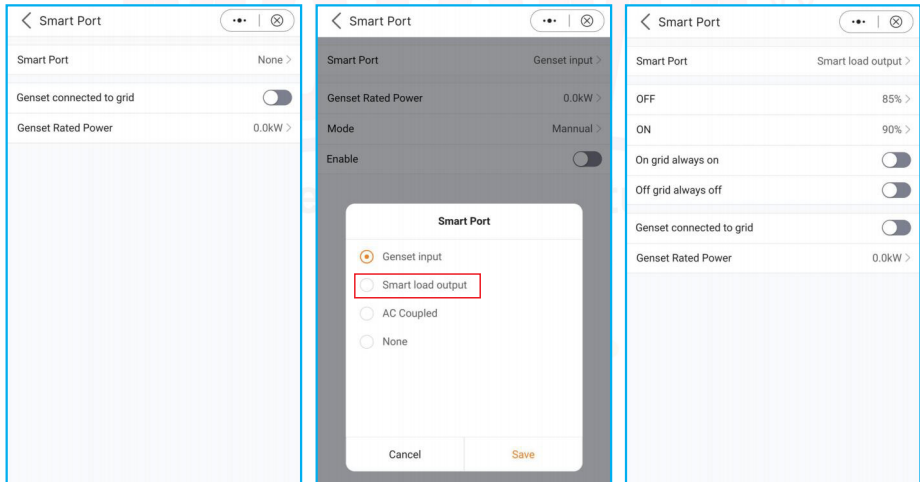 Smart Port
Smart Port None
Genset connected to grid
Genset Rated Power 0.0kW
Smart Port
Smart Port Genset input
Genset Rated Power 0.0kW
Mode Mannual
Enable
Smart Port
Genset input
Smart load output
AC Coupled
None
Cancel Save
Smart Port
Smart Port Smart load output
OFF 85%
ON 90%
On grid always on
Off grid always off
Genset connected to grid
Genset Rated Power 0.0kW